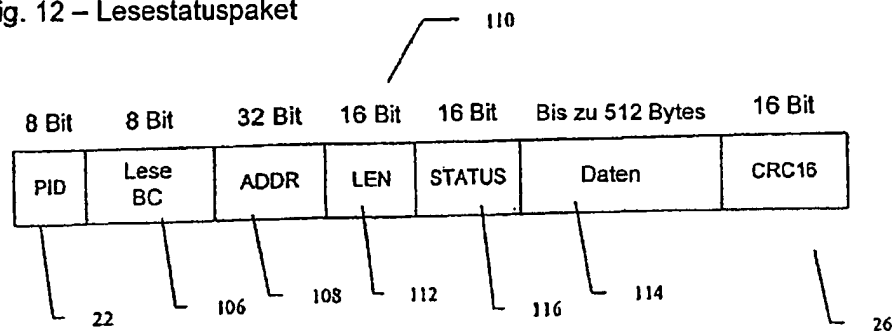 ig. 12 – Lesestatuspaket
110
8 Bit 8 Bit 32 Bit 16 Bit 16 Bit Bis zu 512 Bytes 16 Bit
PID Lese BC ADDR LEN STATUS Daten CRC16
22 106 108 112 116 114 26